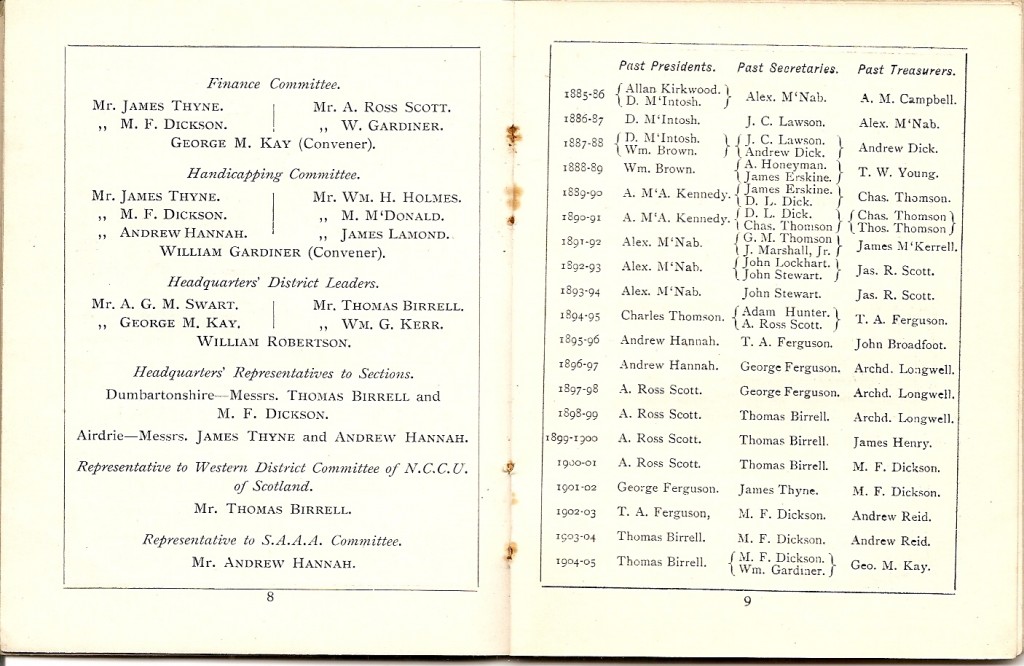 Finance Committee.
Mr. JAMES THYNE. Mr. A. ROSS SCOTT.
,, M. F. DICKSON. ,, W. GARDINER.
GEORGE M. KAY (Convener).
Handicapping Committee.
Mr. JAMES THYNE. Mr. WM. H. HOLMES.
,, M. F. DICKSON. ,, M. M‘DONALD.
,, ANDREW HANNAH. ,, JAMES LAMOND.
WILLIAM GARDINER (Convener).
Headquarters' District Leaders.
Mr. A. G. M. SWART. Mr. THOMAS BIRRELL.
,, GEORGE M. KAY. ,, WM. G. KERR.
WILLIAM ROBERTSON.
Headquarters' Representatives to Sections.
Dumbartonshire—Messrs. THOMAS BIRRELL and
M. F. DICKSON.
Airdrie—Messrs. JAMES THYNE and ANDREW HANNAH.
Representative to Western District Committee of N.C.C.U.
of Scotland.
Mr. THOMAS BIRRELL.
Representative to S.A.A.A. Committee.
Mr. ANDREW HANNAH.
8
Past Presidents. Past Secretaries. Past Treasurers.
1885-86 { Allan Kirkwood. D. M‘Intosh. } Alex. M‘Nab. A. M. Campbell.
1886-87 D. M‘Intosh. J. C. Lawson. Alex. M‘Nab.
1887-88 { D. M‘Intosh. Wm. Brown. } { J. C. Lawson. Andrew Dick. } Andrew Dick.
1888-89 Wm. Brown. { A. Honeyman. James Erskine. } T. W. Young.
1889-90 A. M‘A. Kennedy. { James Erskine. D. L. Dick. } Chas. Thomson.
1890-91 A. M‘A. Kennedy. { D. L. Dick. Chas. Thomson } { Chas. Thomson Thos. Thomson }
1891-92 Alex. M‘Nab. { G. M. Thomson J. Marshall, Jr. } James M‘Kerrell.
1892-93 Alex. M‘Nab. { John Lockhart. John Stewart. } Jas. R. Scott.
1893-94 Alex. M‘Nab. John Stewart. Jas. R. Scott.
1894-95 Charles Thomson. { Adam Hunter. A. Ross Scott. } T. A. Ferguson.
1895-96 Andrew Hannah. T. A. Ferguson. John Broadfoot.
1896-97 Andrew Hannah. George Ferguson. Archd. Longwell.
1897-98 A. Ross Scott. George Ferguson. Archd. Longwell.
1898-99 A. Ross Scott. Thomas Birrell. Archd. Longwell.
1899-1900 A. Ross Scott. Thomas Birrell. James Henry.
1900-01 A. Ross Scott. Thomas Birrell. M. F. Dickson.
1901-02 George Ferguson. James Thyne. M. F. Dickson.
1902-03 T. A. Ferguson, M. F. Dickson. Andrew Reid.
1903-04 Thomas Birrell. M. F. Dickson. Andrew Reid.
1904-05 Thomas Birrell. { M. F. Dickson. Wm. Gardiner. } Geo. M. Kay.
9